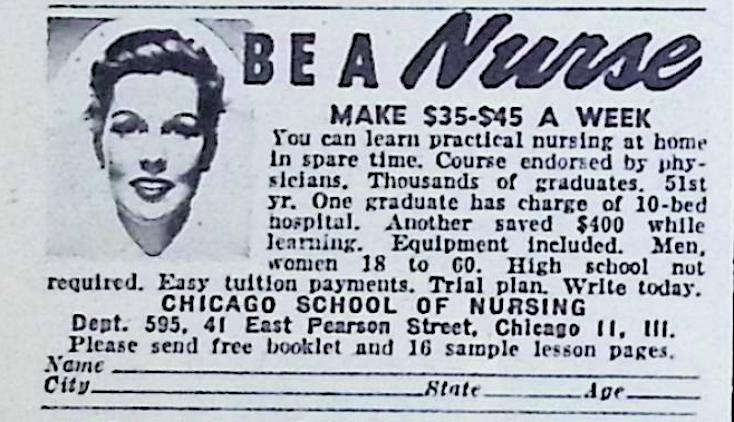 BE A Nurse
MAKE $35-$45 A WEEK
You can learn practical nursing at home
in spare time. Course endorsed by phy-
sicians. Thousands of graduates. 51st
yr. One graduate has charge of 10-bed
hospital. Another saved $400 while
learning. Equipment included. Men,
women 18 to 60. High school not
required. Easy tuition payments. Trial plan. Write today.
CHICAGO SCHOOL OF NURSING
Dept. 595, 41 East Pearson Street, Chicago 11, Ill.
Please send free booklet and 16 sample lesson pages.
Name
City State Age